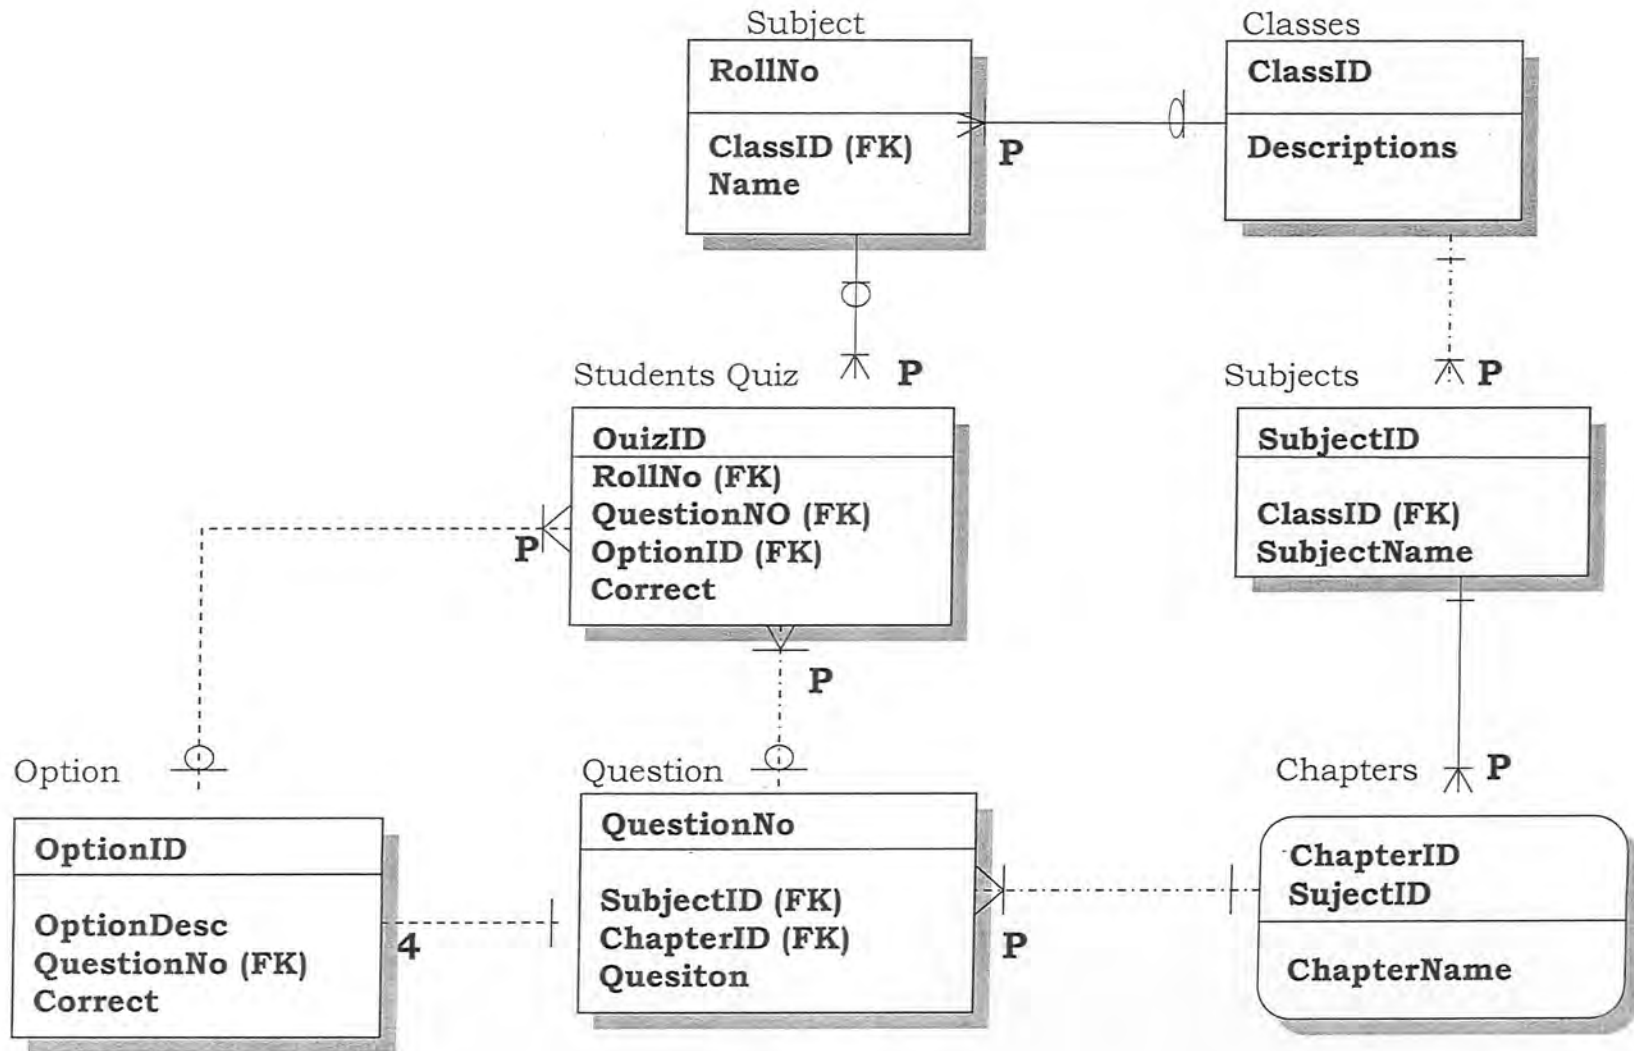 Subject
RollNo
ClassID (FK)
Name
P
Classes
ClassID
Descriptions
Students Quiz
P
OuizID
RollNo (FK)
QuestionNO (FK)
OptionID (FK)
Correct
P
P
Subjects
P
SubjectID
ClassID (FK)
SubjectName
Option
OptionID
OptionDesc
QuestionNo (FK)
Correct
4
Question
QuestionNo
SubjectID (FK)
ChapterID (FK)
Quesiton
P
Chapters
P
ChapterID
SujectID
ChapterName